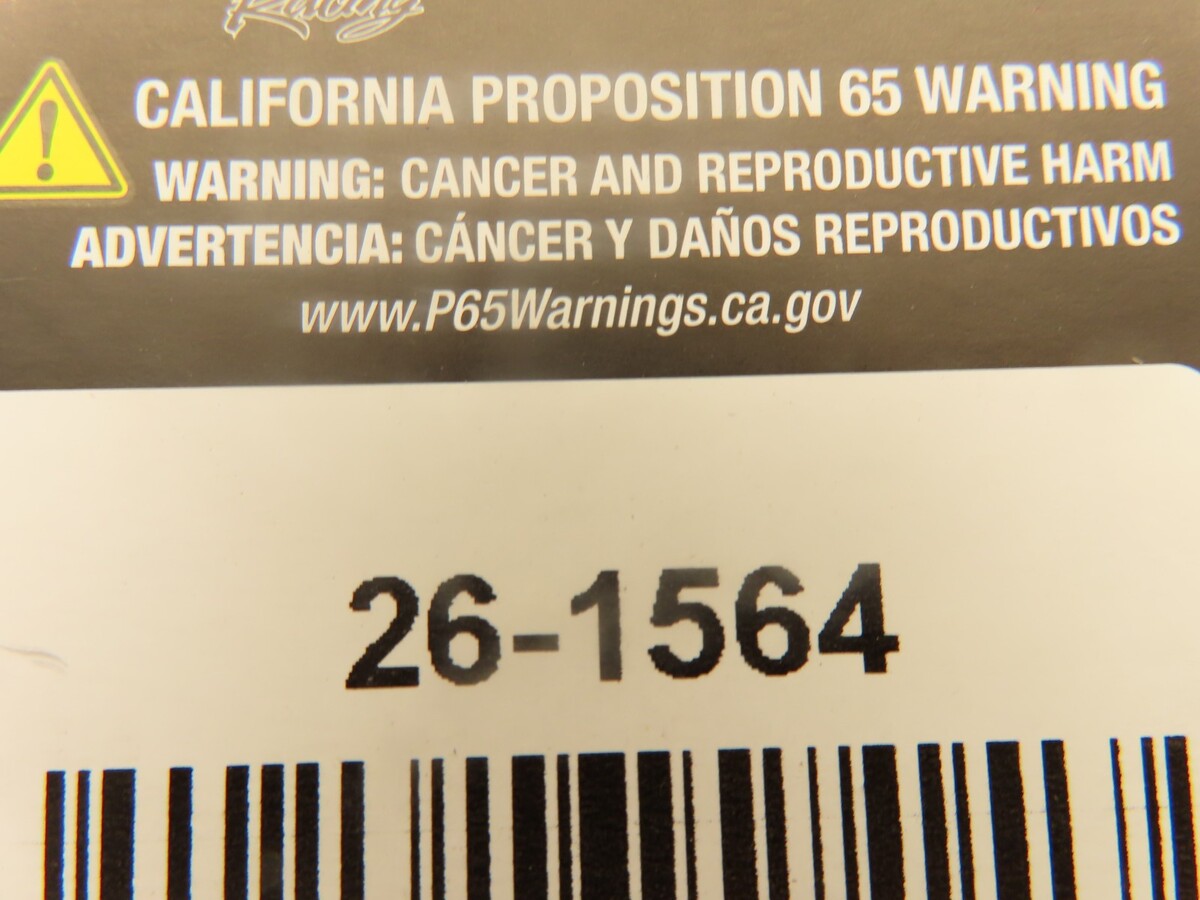 Racing
CALIFORNIA PROPOSITION 65 WARNING
WARNING: CANCER AND REPRODUCTIVE HARM
ADVERTENCIA: CÁNCER Y DAÑOS REPRODUCTIVOS
www.P65Warnings.ca.gov
26-1564